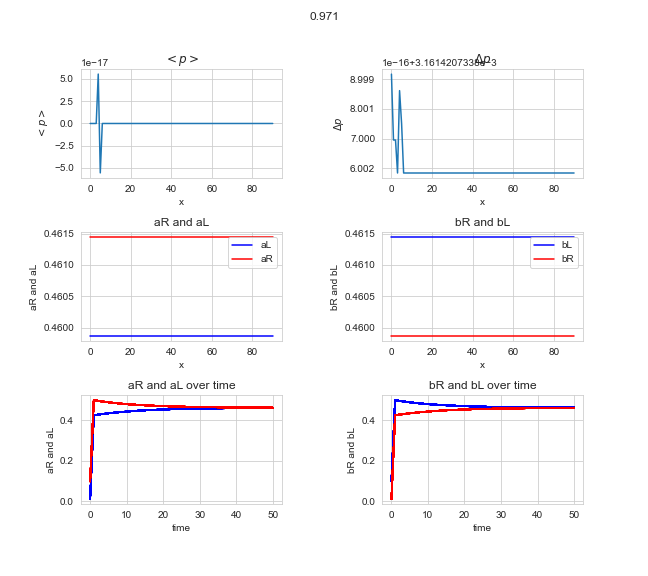 0.971
<p>
Δp
1e−17
5.0
2.5
0.0
−2.5
−5.0
<p>
0 20 40 60 80
x
8.999
8.001
7.000
6.002
Δp
0 20 40 60 80
x
aR and aL
0.4615
0.4610
0.4605
0.4600
aR and aL
aL
aR
0 20 40 60 80
x
bR and bL
0.4615
0.4610
0.4605
0.4600
bR and bL
bL
bR
0 20 40 60 80
x
aR and aL over time
0.4
0.2
0.0
aR and aL
0 10 20 30 40 50
time
bR and bL over time
0.4
0.2
0.0
bR and bL
0 10 20 30 40 50
time